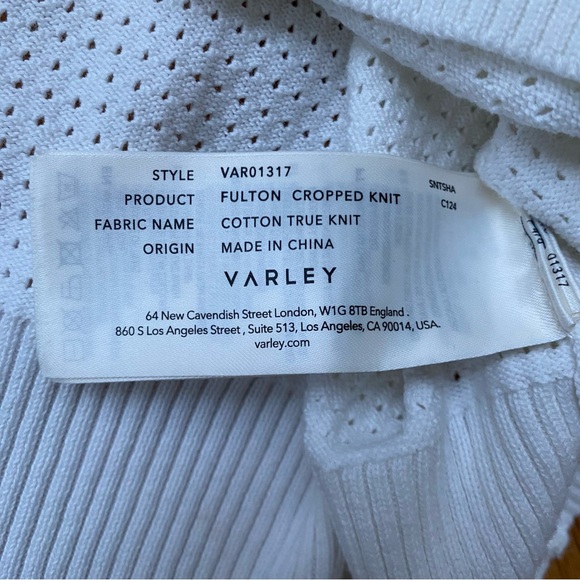 STYLE VAR01317
PRODUCT FULTON CROPPED KNIT
FABRIC NAME COTTON TRUE KNIT
ORIGIN MADE IN CHINA
SNTSHA
C124
VARLEY
64 New Cavendish Street London, W1G 8TB England .
860 S Los Angeles Street , Suite 513, Los Angeles, CA 90014, USA.
varley.com
01317